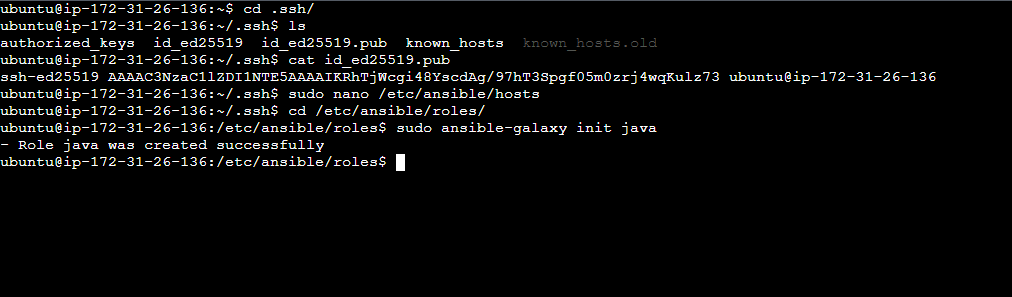 ubuntu@ip-172-31-26-136:~$ cd .ssh/
ubuntu@ip-172-31-26-136:~/.ssh$ ls
authorized_keys  id_ed25519  id_ed25519.pub  known_hosts  known_hosts.old
ubuntu@ip-172-31-26-136:~/.ssh$ cat id_ed25519.pub
ssh-ed25519 AAAAC3NzaC1lZDI1NTE5AAAAIKRhTjWcgi48YscdAg/97hT3Spgf05m0zrj4wqKulz73 ubuntu@ip-172-31-26-136
ubuntu@ip-172-31-26-136:~/.ssh$ sudo nano /etc/ansible/hosts
ubuntu@ip-172-31-26-136:~/.ssh$ cd /etc/ansible/roles/
ubuntu@ip-172-31-26-136:/etc/ansible/roles$ sudo ansible-galaxy init java
- Role java was created successfully
ubuntu@ip-172-31-26-136:/etc/ansible/roles$